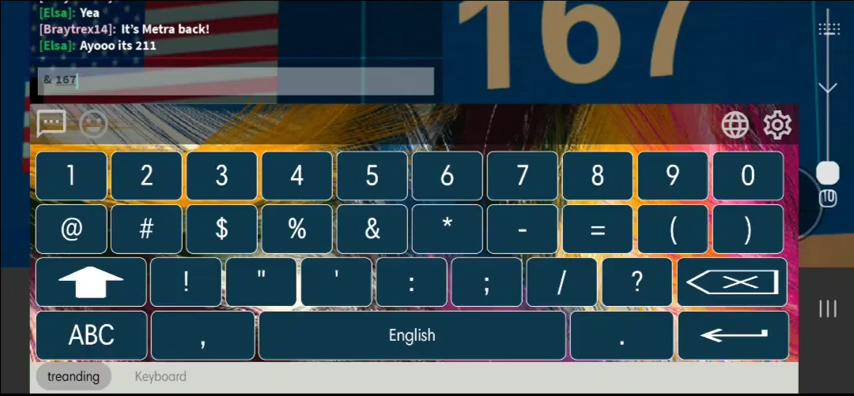 [Elsa]: Yea
[Braytrex14]: It's Metra back!
[Elsa]: Ayooo its 211
167
& 167
1 2 3 4 5 6 7 8 9 0
@ # $ % & * - = ( )
! " ' : ; / ?
ABC , English .
treanding Keyboard